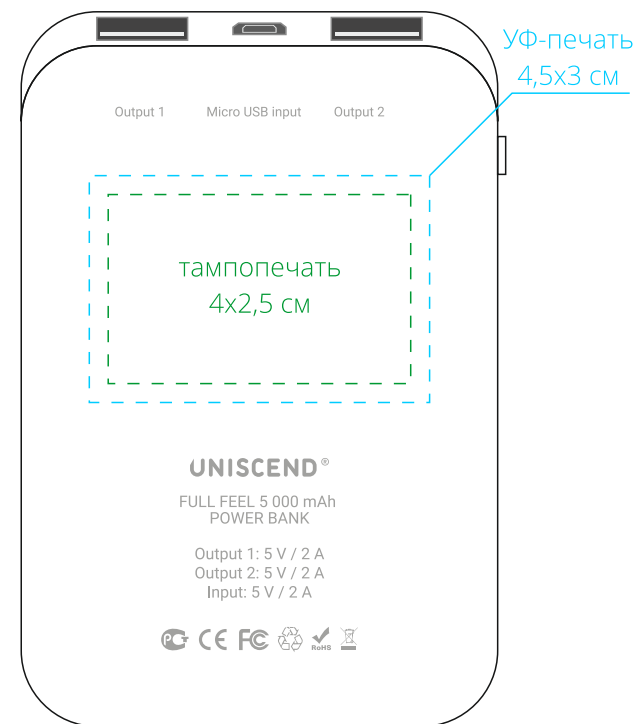 УФ-печать
4,5х3 см
Output 1 Micro USB input Output 2
тампопечать
4х2,5 см
UNISCEND®
FULL FEEL 5 000 mAh
POWER BANK
Output 1: 5 V / 2 A
Output 2: 5 V / 2 A
Input: 5 V / 2 A
РСТ CE FC RoHS